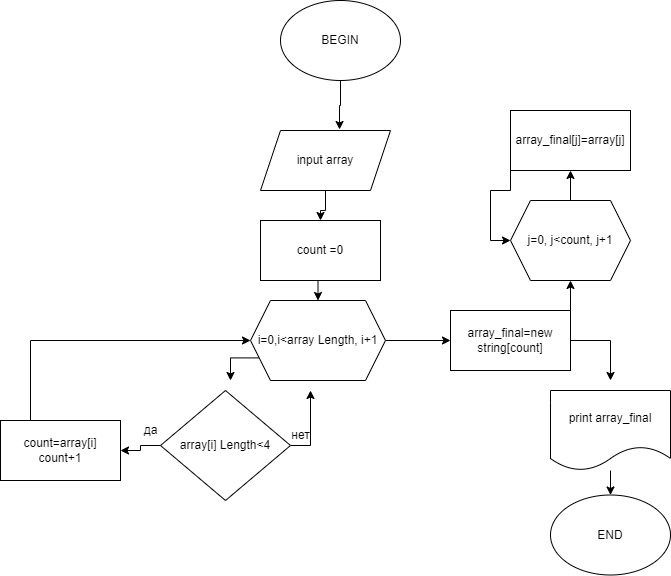 BEGIN
input array
count =0
i=0,i<array Length, i+1
array[i] Length<4
да
нет
count=array[i]
count+1
array_final=new
string[count]
j=0, j<count, j+1
array_final[j]=array[j]
print array_final
END